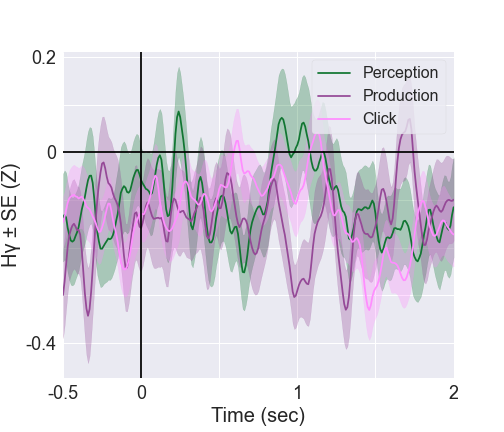 0.2
Perception
Production
Click
0
Hγ ± SE (Z)
-0.4
-0.5
0
1
2
Time (sec)